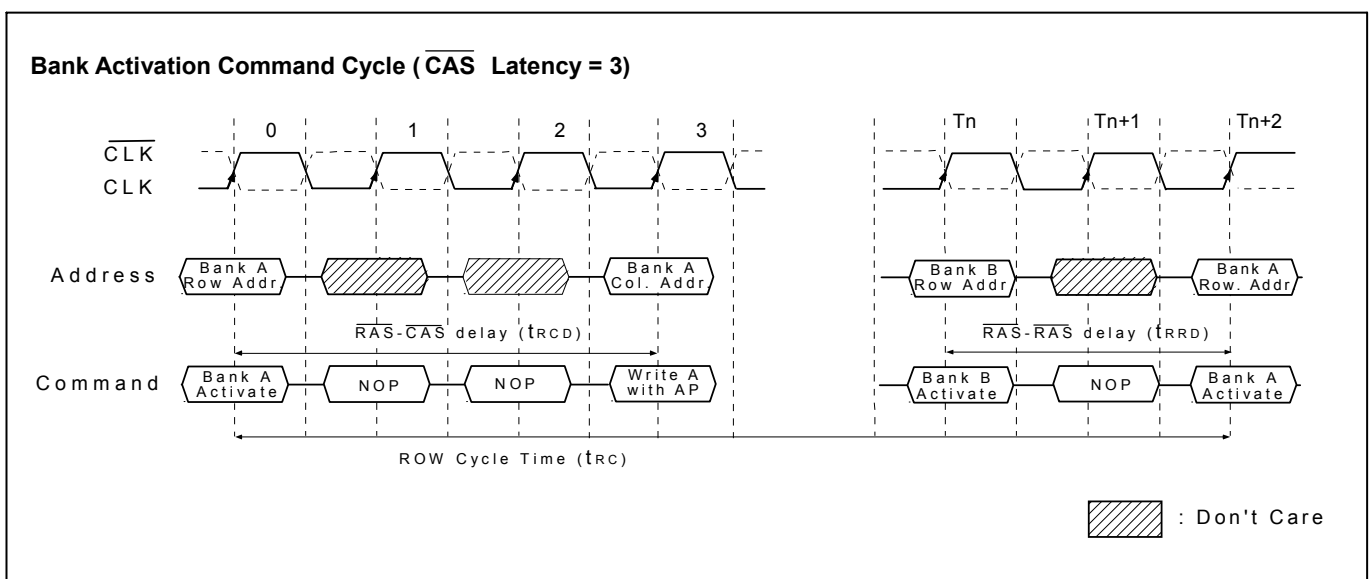 Bank Activation Command Cycle ( CAS Latency = 3)
0 1 2 3 Tn Tn+1 Tn+2
CLK
CLK
Address
Bank A
Row Addr
Bank A
Col. Addr.
Bank B
Row Addr
Bank A
Row. Addr
RAS-CAS delay (tRCD)
RAS-RAS delay (tRRD)
Command
Bank A
Activate
NOP
NOP
Write A
with AP
Bank B
Activate
NOP
Bank A
Activate
ROW Cycle Time (tRC)
: Don't Care